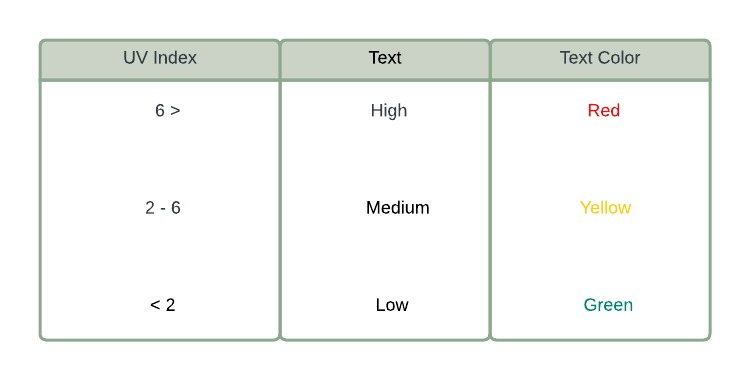 UV Index Text Text Color
6 > High Red
2 - 6 Medium Yellow
< 2 Low Green